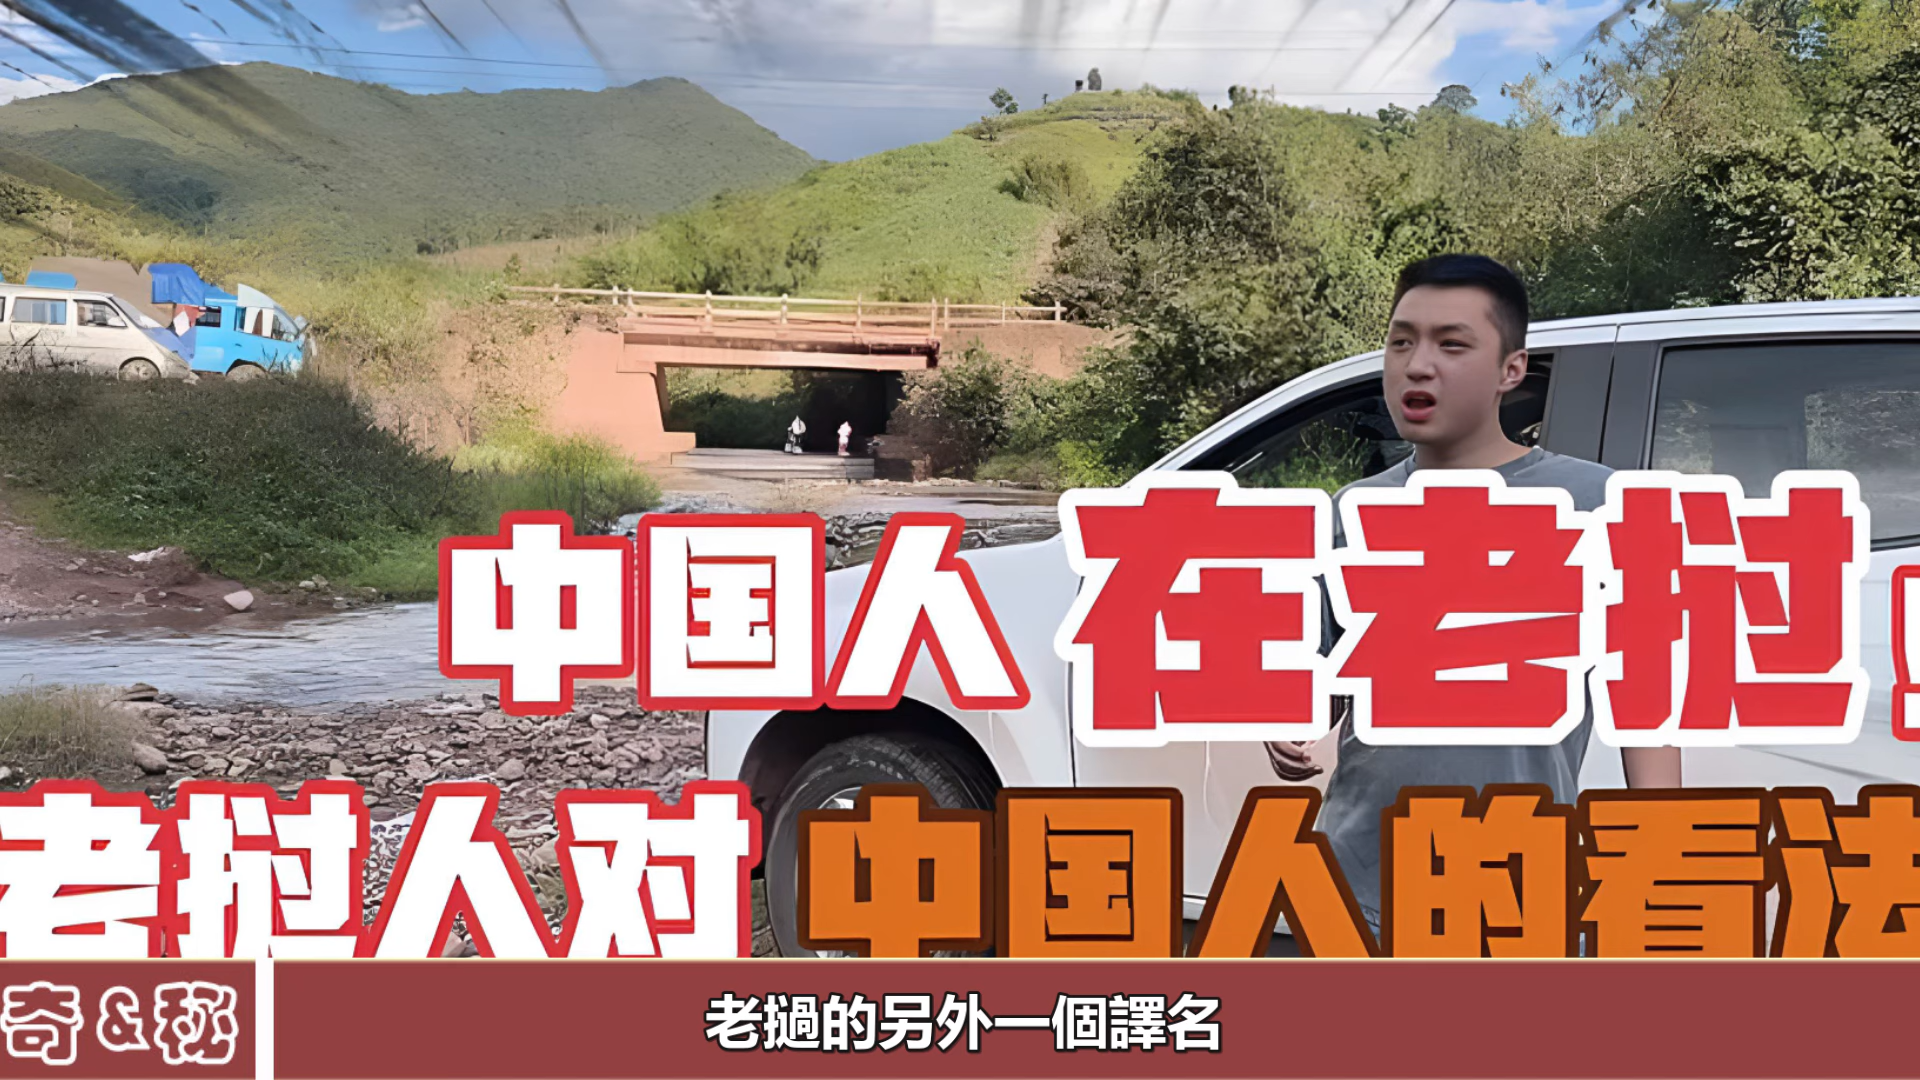 中国人 在老挝
老挝人对 中国人的看法
奇&秘
老撾的另外一個譯名